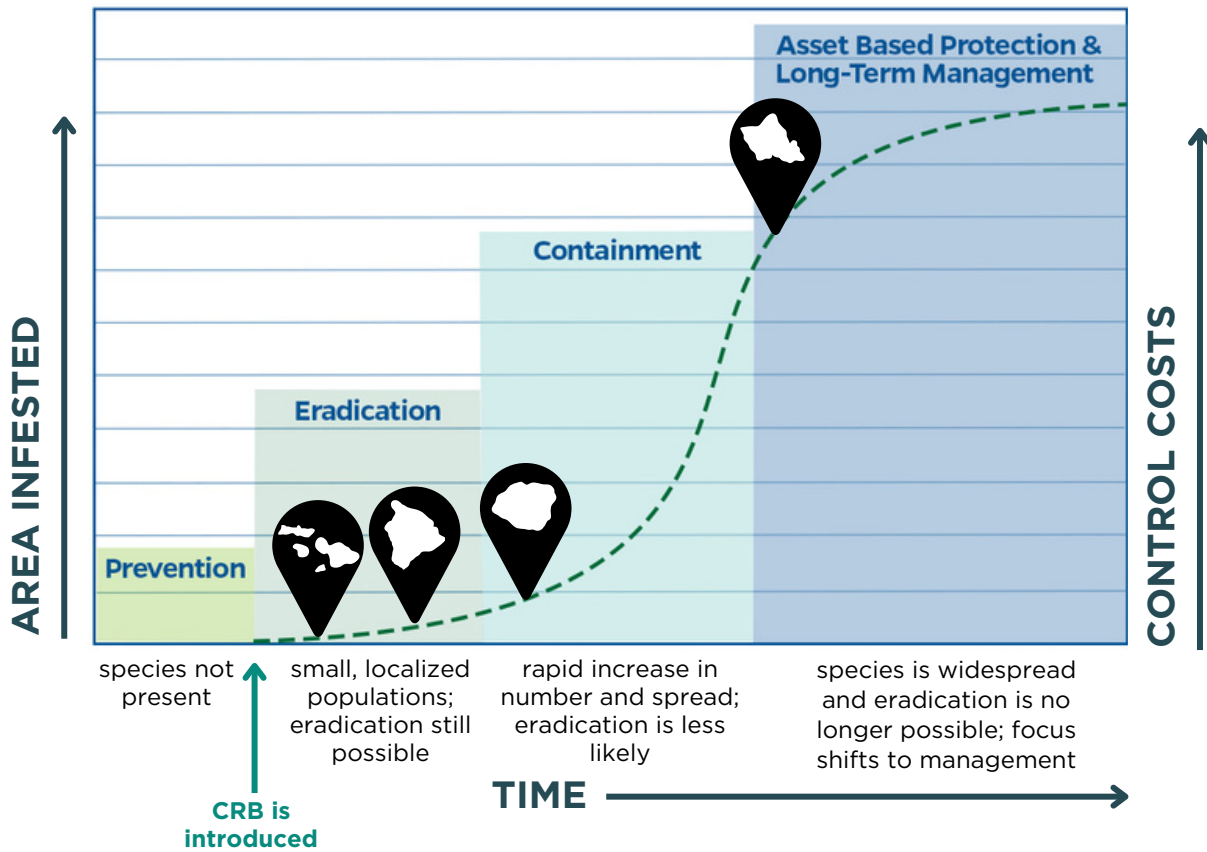 Asset Based Protection &
Long-Term Management
Containment
Eradication
Prevention
AREA INFESTED
CONTROL COSTS
species not
present
small, localized
populations;
eradication still
possible
rapid increase in
number and spread;
eradication is less
likely
species is widespread
and eradication is no
longer possible; focus
shifts to management
TIME
CRB is
introduced